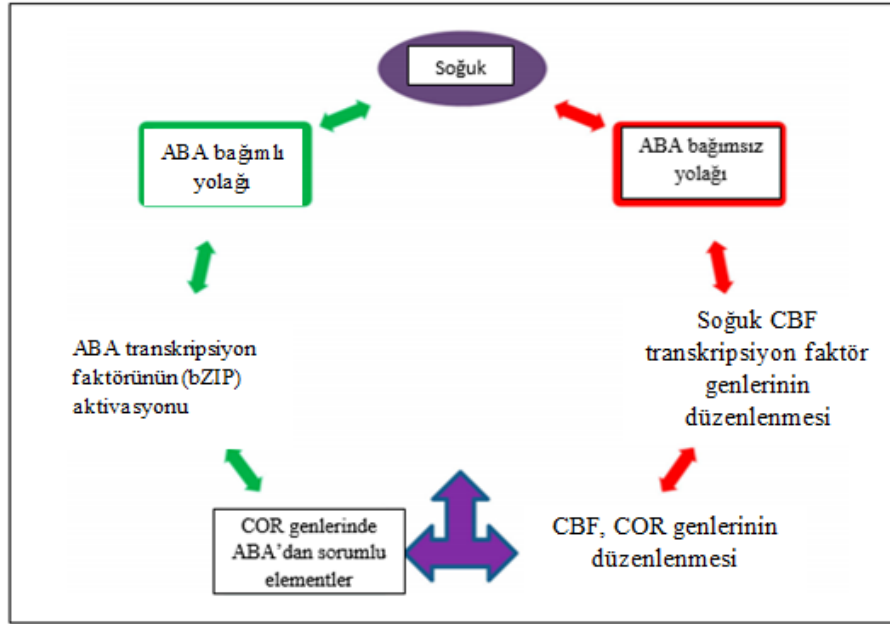 Soğuk
ABA bağımlı
yolağı
ABA bağımsız
yolağı
ABA transkripsiyon
faktörünün (bZIP)
aktivasyonu
Soğuk CBF
transkripsiyon faktör
genlerinin
düzenlenmesi
COR genlerinde
ABA’dan sorumlu
elementler
CBF, COR genlerinin
düzenlenmesi